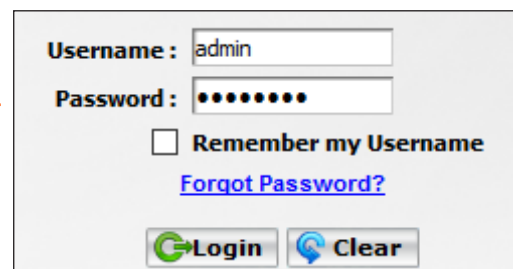 Username : admin
Password : ●●●●●●●●
Remember my Username
Forgot Password?
Login Clear